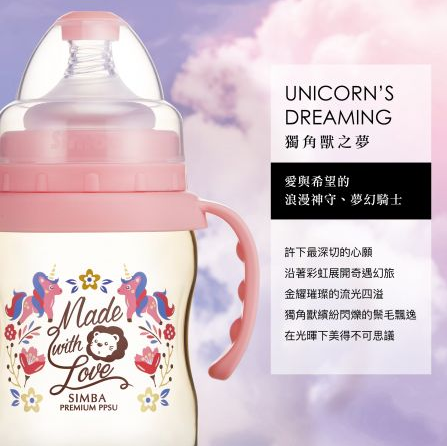 UNICORN'S
DREAMING
獨角獸之夢
愛與希望的
浪漫神守、夢幻騎士
許下最深切的心願
沿著彩虹展開奇遇幻旅
金耀璀璨的流光四溢
獨角獸繽紛閃爍的鬃毛飄逸
在光暉下美得不可思議
Made
with
Love
SIMBA
PREMIUM PPSU